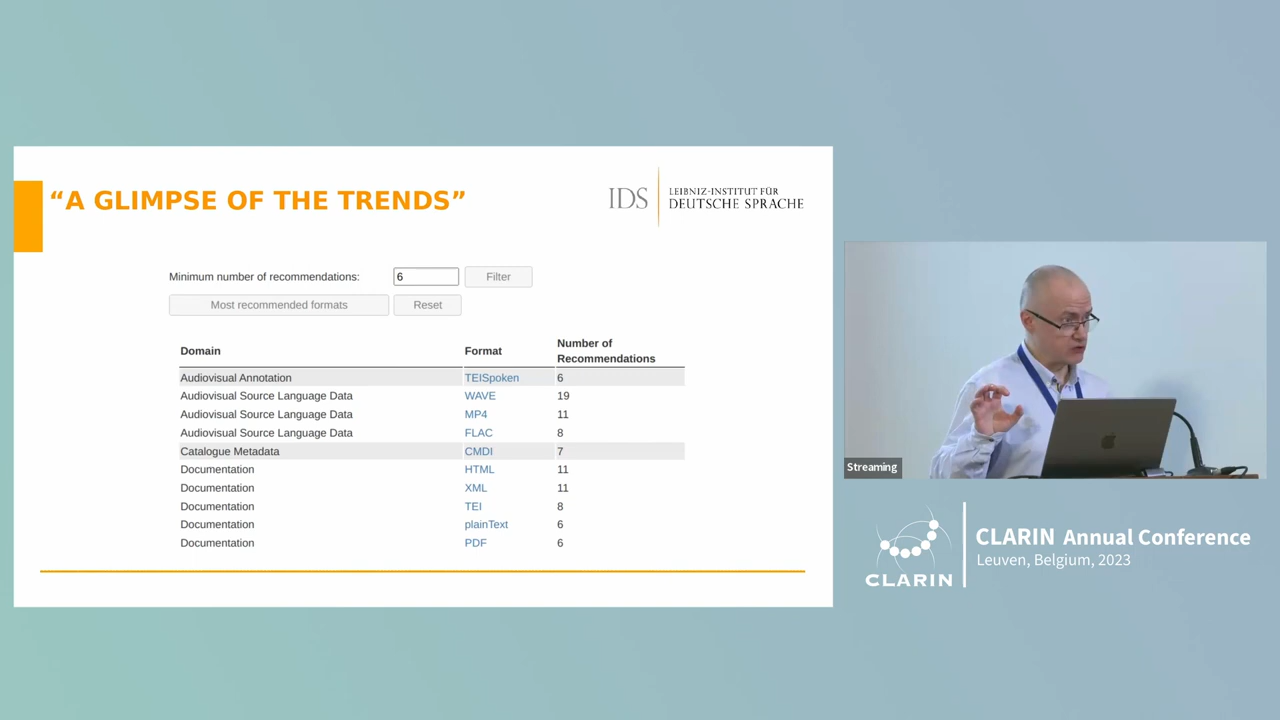 “A GLIMPSE OF THE TRENDS”
IDS
LEIBNIZ-INSTITUT FÜR
DEUTSCHE SPRACHE
Minimum number of recommendations: 6 Filter
Most recommended formats Reset
Domain Format Number of Recommendations
Audiovisual Annotation TEISpoken 6
Audiovisual Source Language Data WAVE 19
Audiovisual Source Language Data MP4 11
Audiovisual Source Language Data FLAC 8
Catalogue Metadata CMDI 7
Documentation HTML 11
Documentation XML 11
Documentation TEI 8
Documentation plainText 6
Documentation PDF 6
Streaming
CLARIN
CLARIN Annual Conference
Leuven, Belgium, 2023